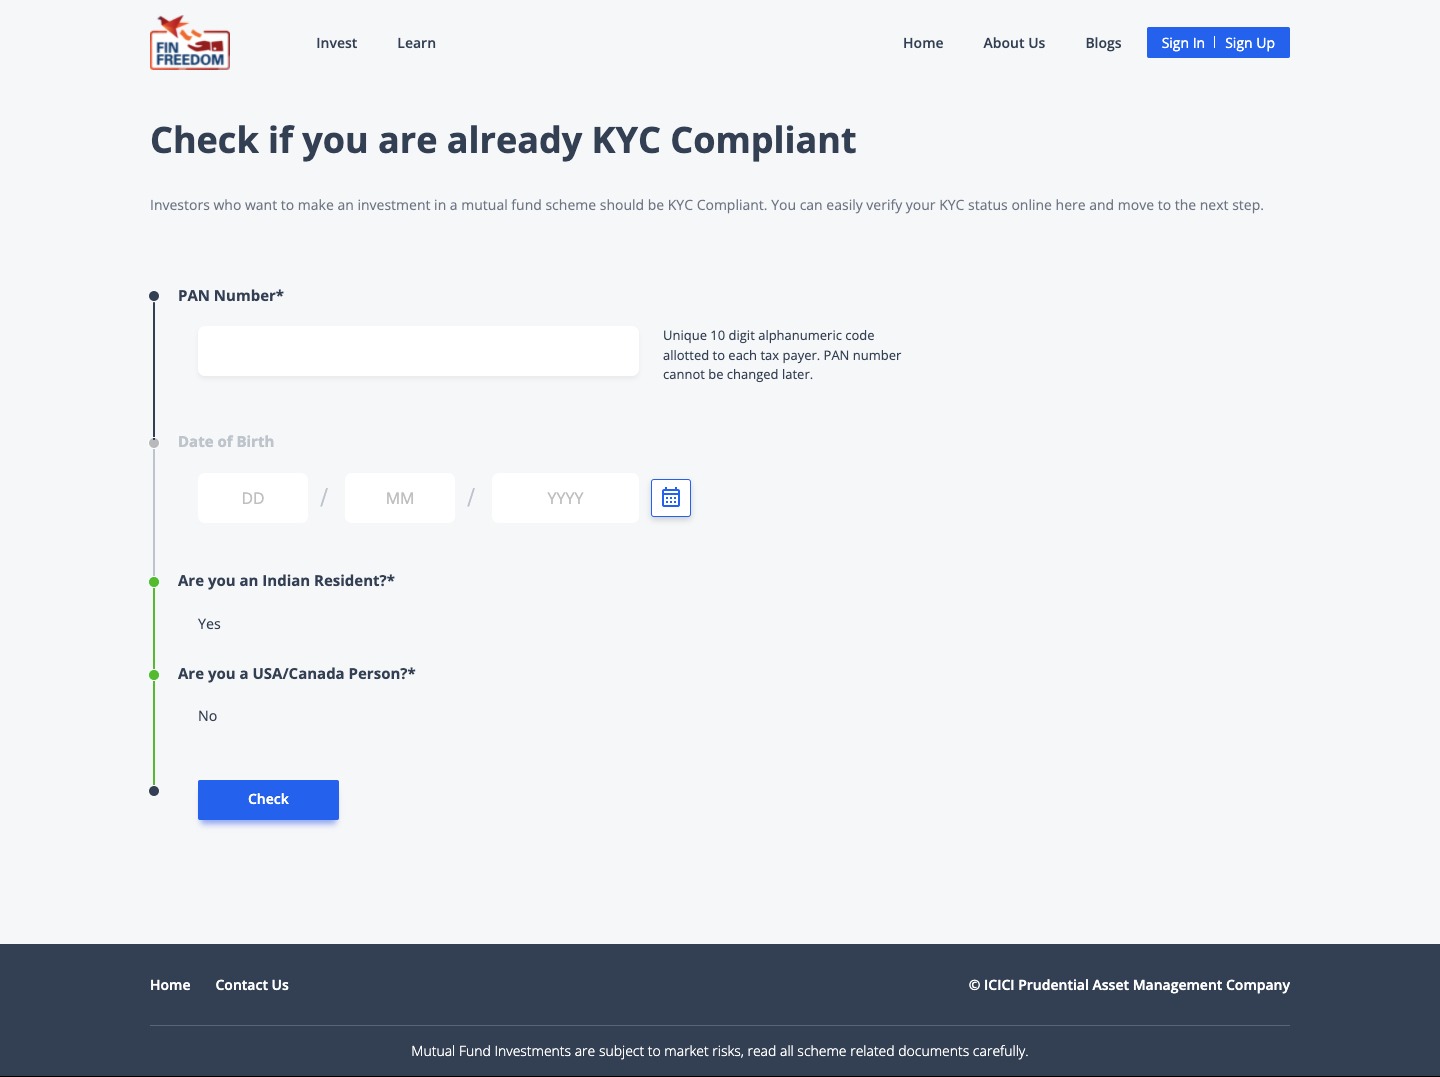 FIN
FREEDOM
Invest
Learn
Home
About Us
Blogs
Sign In | Sign Up
Check if you are already KYC Compliant
Investors who want to make an investment in a mutual fund scheme should be KYC Compliant. You can easily verify your KYC status online here and move to the next step.
PAN Number*
Unique 10 digit alphanumeric code
allotted to each tax payer. PAN number
cannot be changed later.
Date of Birth
DD / MM / YYYY
Are you an Indian Resident?*
Yes
Are you a USA/Canada Person?*
No
Check
Home
Contact Us
© ICICI Prudential Asset Management Company
Mutual Fund Investments are subject to market risks, read all scheme related documents carefully.